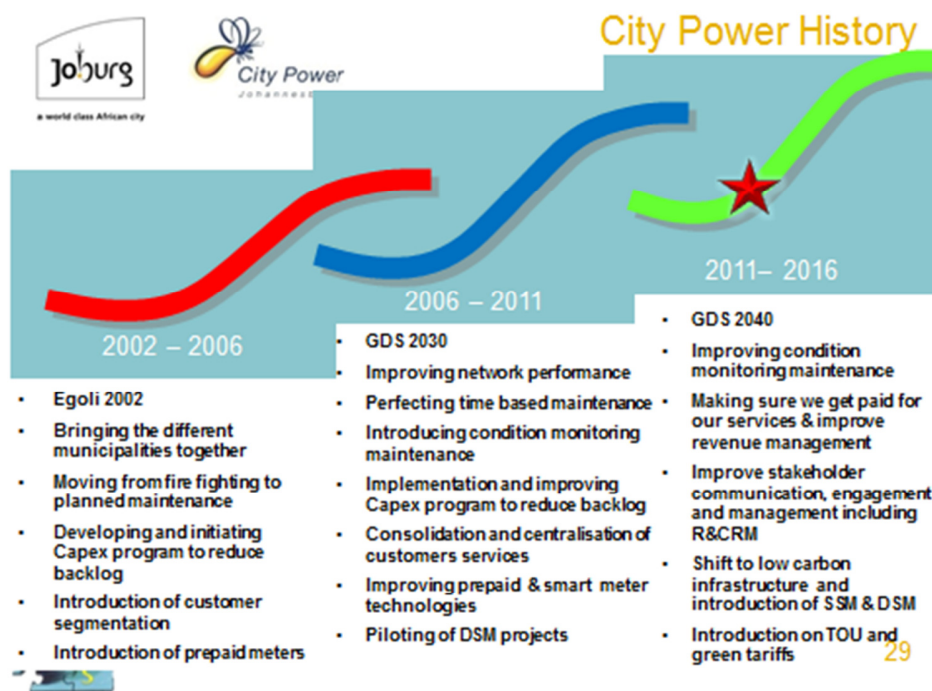 City Power History
Joburg
a world class African city
City Power
Johannesb
2002 – 2006
• Egoli 2002
• Bringing the different
municipalities together
• Moving from fire fighting to
planned maintenance
• Developing and initiating
Capex program to reduce
backlog
• Introduction of customer
segmentation
• Introduction of prepaid meters
2006 – 2011
• GDS 2030
• Improving network performance
• Perfecting time based maintenance
• Introducing condition monitoring
maintenance
• Implementation and improving
Capex program to reduce backlog
• Consolidation and centralisation of
customers services
• Improving prepaid & smart meter
technologies
• Piloting of DSM projects
2011– 2016
• GDS 2040
• Improving condition
monitoring maintenance
• Making sure we get paid for
our services & improve
revenue management
• Improve stakeholder
communication, engagement
and management including
R&CRM
• Shift to low carbon
infrastructure and
introduction of SSM & DSM
• Introduction on TOU and
green tariffs
29